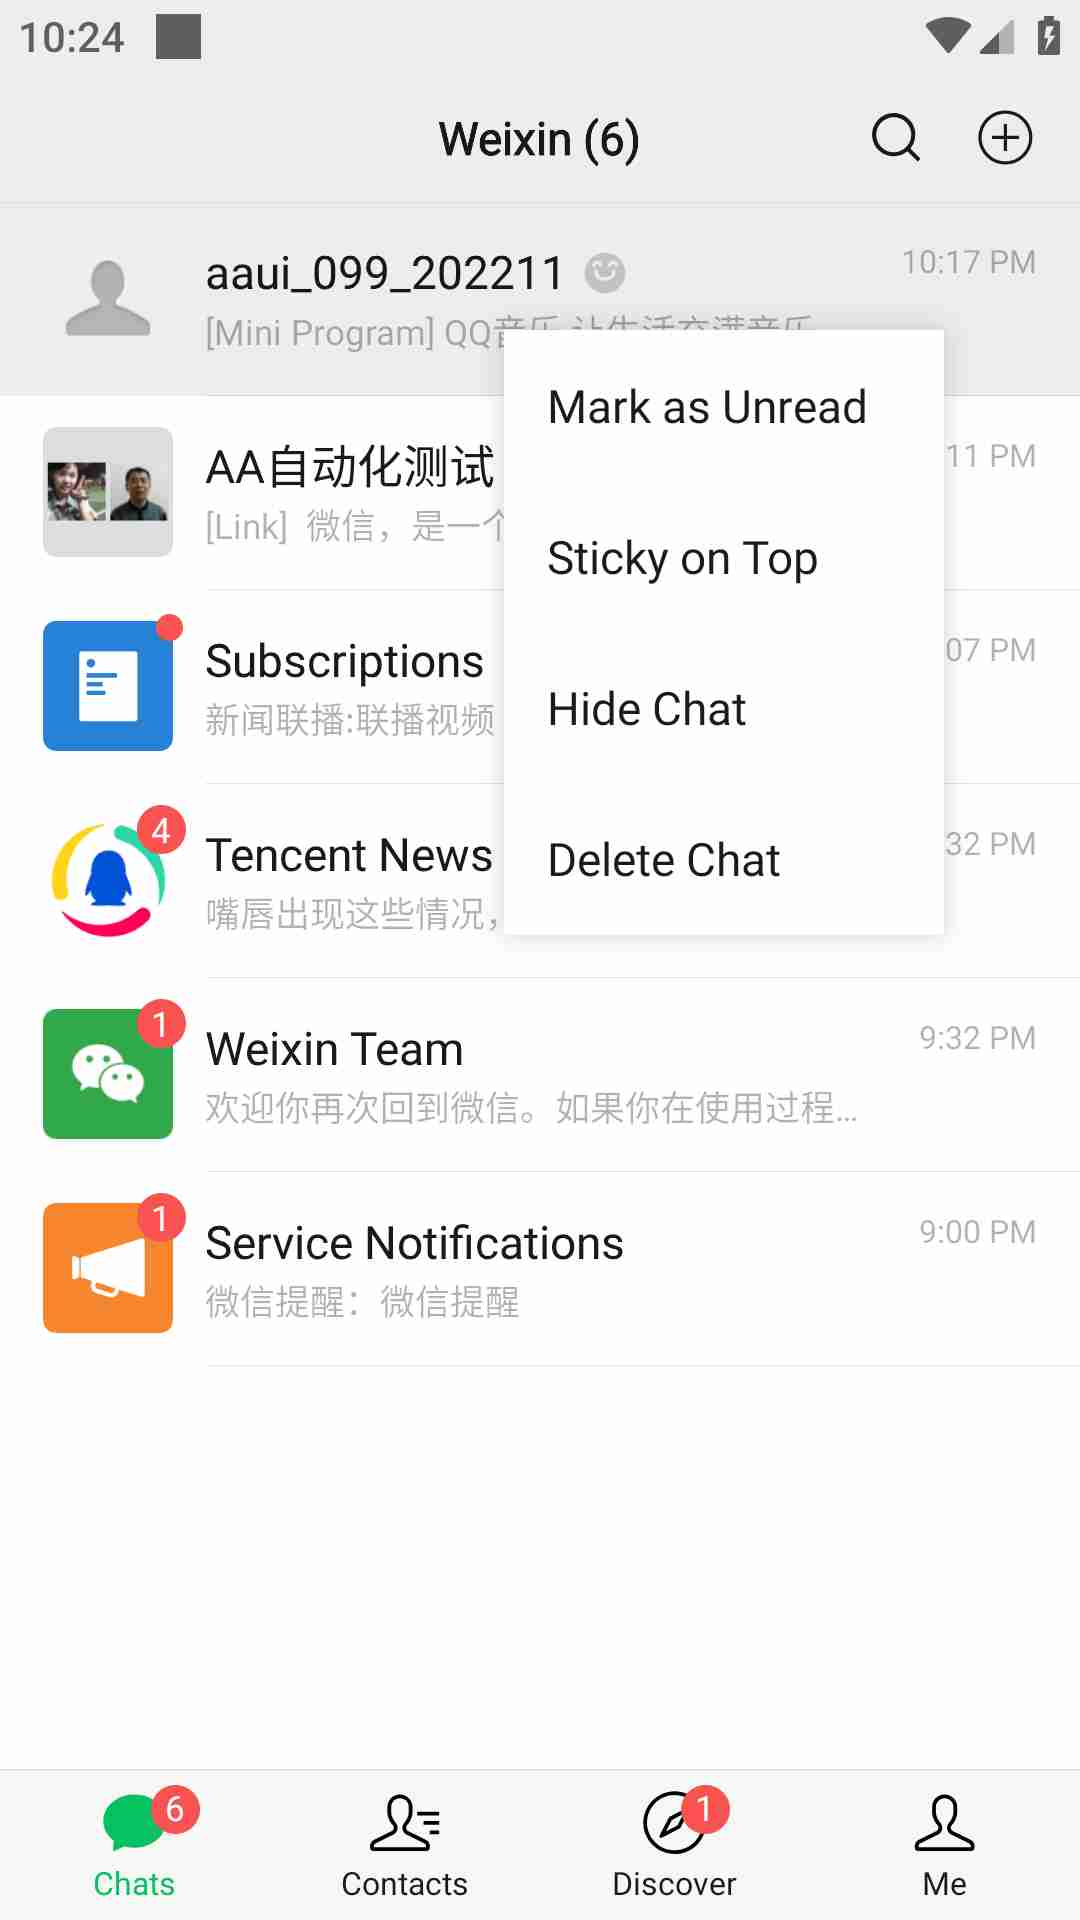 10:24
Weixin (6)
aaui_099_202211
10:17 PM
[Mini Program] QQ音乐
Mark as Unread
AA自动化测试
11 PM
[Link] 微信，是一个
Sticky on Top
Subscriptions
07 PM
新闻联播:联播视频
Hide Chat
4
Tencent News
32 PM
Delete Chat
嘴唇出现这些情况,
1
Weixin Team
9:32 PM
欢迎你再次回到微信。如果你在使用过程...
1
Service Notifications
9:00 PM
微信提醒：微信提醒
6
1
Chats
Contacts
Discover
Me